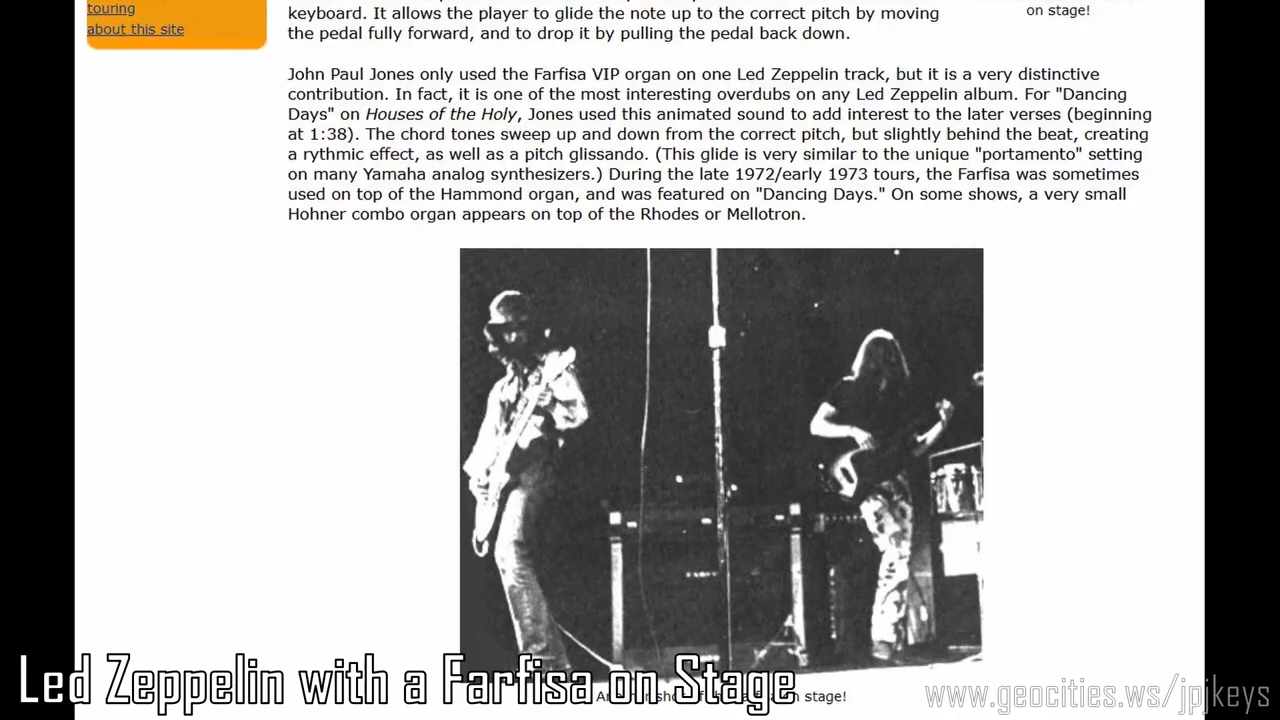 touring
about this site
keyboard. It allows the player to glide the note up to the correct pitch by moving
the pedal fully forward, and to drop it by pulling the pedal back down.
on stage!
John Paul Jones only used the Farfisa VIP organ on one Led Zeppelin track, but it is a very distinctive
contribution. In fact, it is one of the most interesting overdubs on any Led Zeppelin album. For "Dancing
Days" on Houses of the Holy, Jones used this animated sound to add interest to the later verses (beginning
at 1:38). The chord tones sweep up and down from the correct pitch, but slightly behind the beat, creating
a rythmic effect, as well as a pitch glissando. (This glide is very similar to the unique "portamento" setting
on many Yamaha analog synthesizers.) During the late 1972/early 1973 tours, the Farfisa was sometimes
used on top of the Hammond organ, and was featured on "Dancing Days." On some shows, a very small
Hohner combo organ appears on top of the Rhodes or Mellotron.
Led Zeppelin with a Farfisa on Stage
stage!
www.geocities.ws/jpjkeys